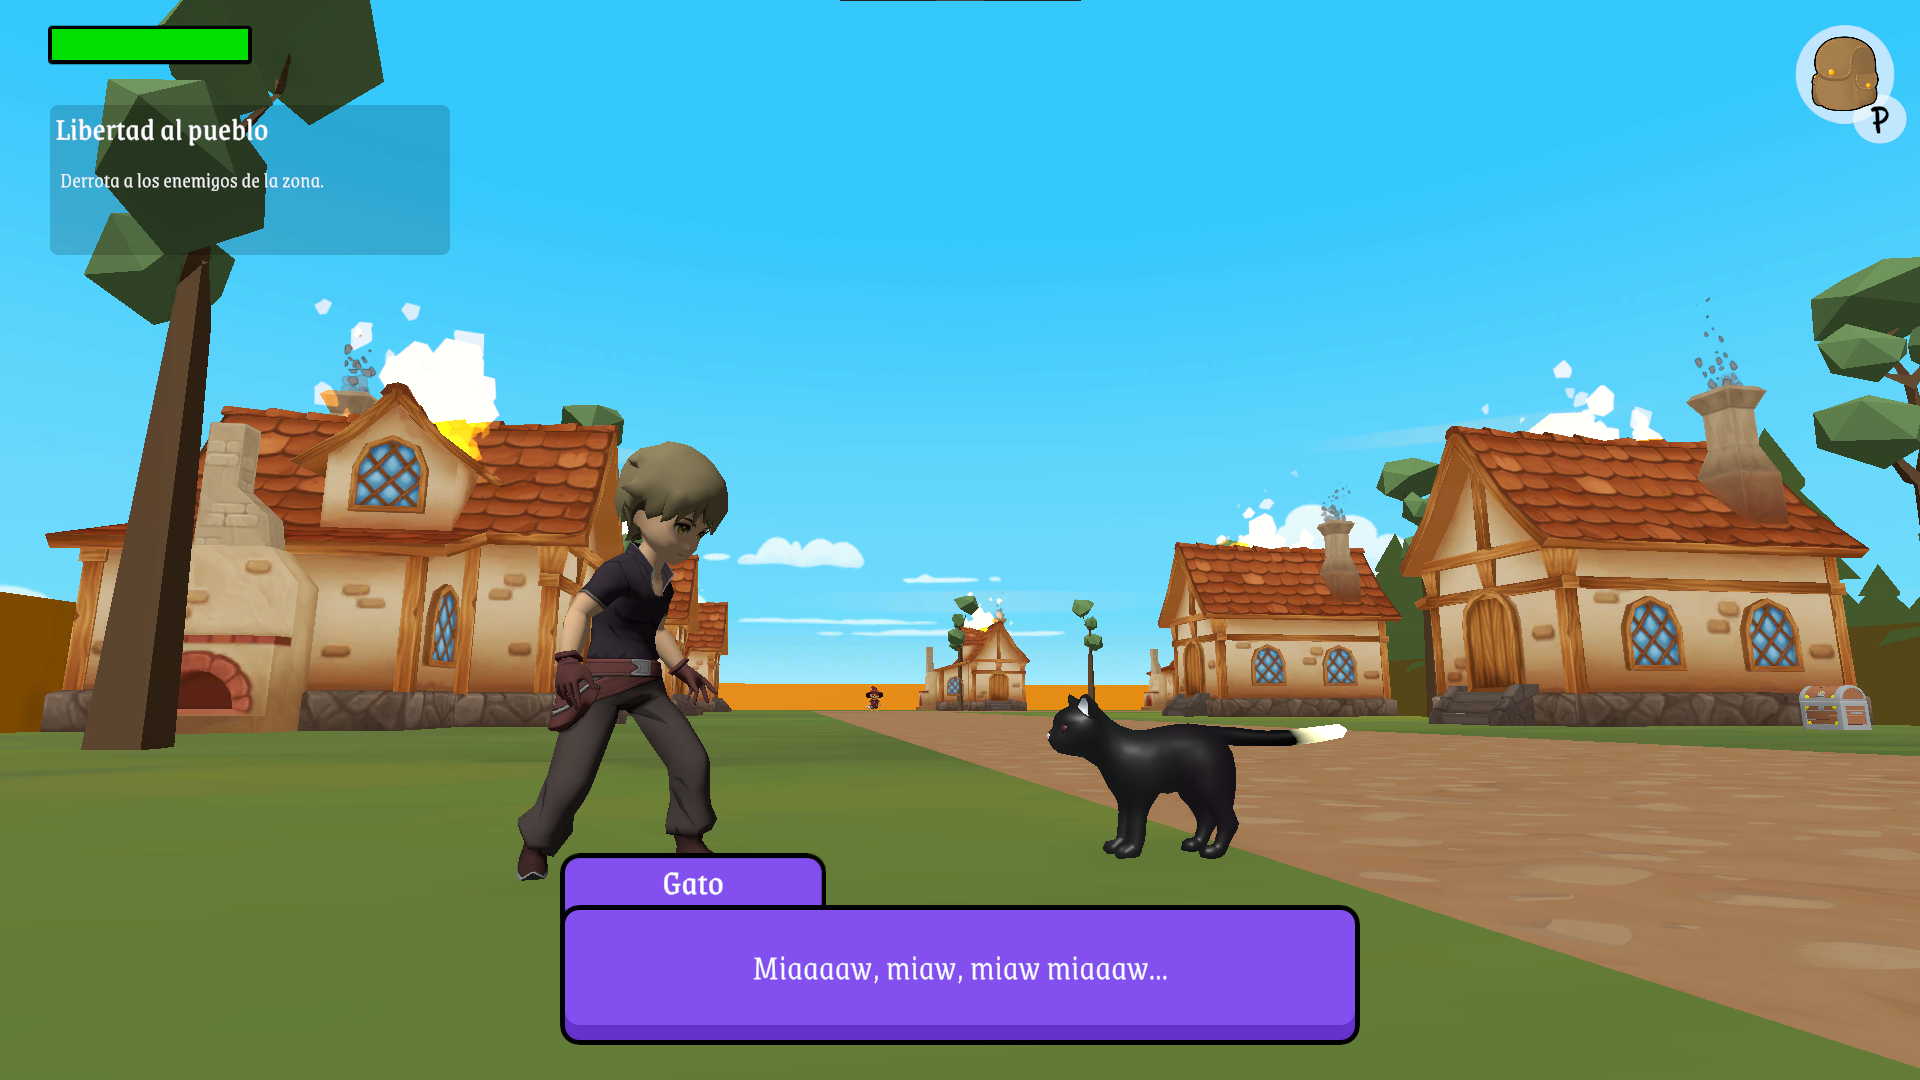 Libertad al pueblo
Derrota a los enemigos de la zona.
P
Gato
Miaaaaw, miaw, miaw miaaaw...